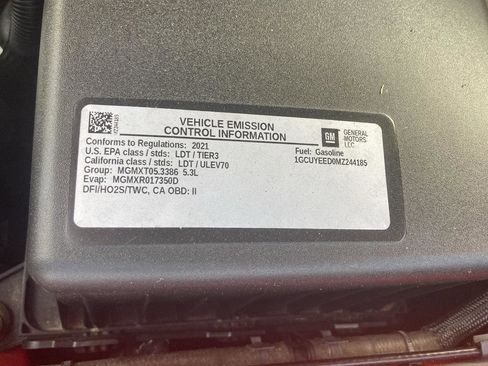 VEHICLE EMISSION
CONTROL INFORMATION
GM
GENERAL
MOTORS
LLC
Conforms to Regulations: 2021
Fuel: Gasoline
U.S. EPA class / stds: LDT / TIER3
1GCUYEED0MZ244185
California class / stds: LDT / ULEV70
Group: MGMXT05.3386 5.3L
Evap: MGMXR017350D
DFI/HO2S/TWC, CA OBD: II